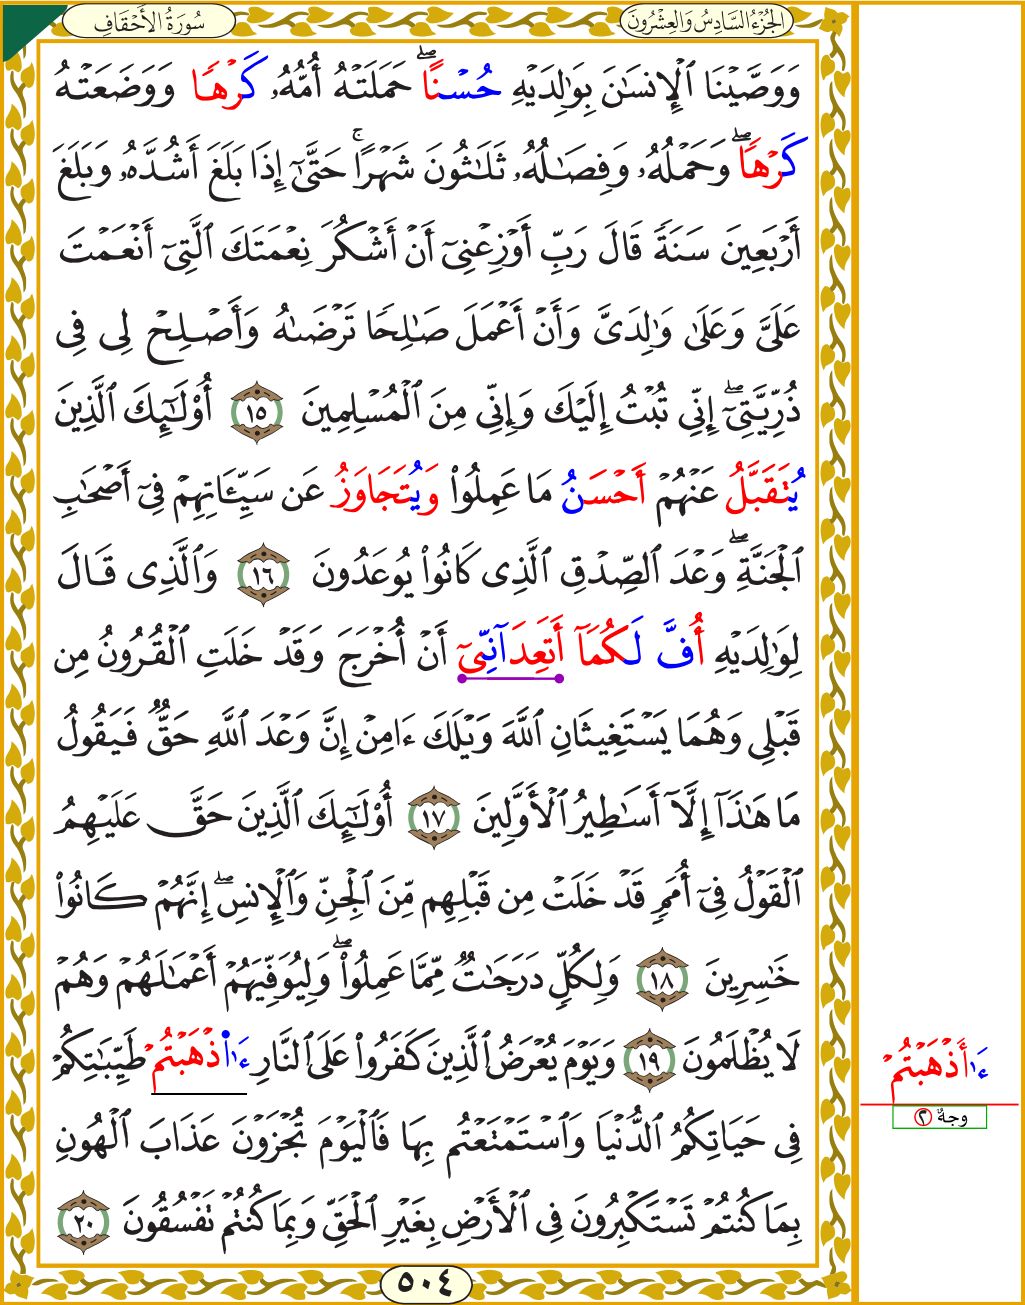 الجُزْءُ السَّادِسُ وَالعِشْرُونَ
سُورَةُ الأَحْقَافِ
وَوَصَّيْنَا ٱلْإِنسَٰنَ بِوَٰلِدَيْهِ حُسْنًاۖ حَمَلَتْهُ أُمُّهُۥ كَرْهًا وَوَضَعَتْهُ
كَرْهًاۖ وَحَمْلُهُۥ وَفِصَٰلُهُۥ ثَلَٰثُونَ شَهْرًاۚ حَتَّىٰٓ إِذَا بَلَغَ أَشُدَّهُۥ وَبَلَغَ
أَرْبَعِينَ سَنَةً قَالَ رَبِّ أَوْزِعْنِىٓ أَنْ أَشْكُرَ نِعْمَتَكَ ٱلَّتِىٓ أَنْعَمْتَ
عَلَىَّ وَعَلَىٰ وَٰلِدَىَّ وَأَنْ أَعْمَلَ صَٰلِحًا تَرْضَىٰهُ وَأَصْلِحْ لِى فِى
ذُرِّيَّتِىٓۖ إِنِّى تُبْتُ إِلَيْكَ وَإِنِّى مِنَ ٱلْمُسْلِمِينَ ١٥ أُو۟لَٰٓئِكَ ٱلَّذِينَ
يُتَقَبَّلُ عَنْهُمْ أَحْسَنُ مَا عَمِلُوا۟ وَيُتَجَاوَزُ عَن سَيِّـَٔاتِهِمْ فِىٓ أَصْحَٰبِ
ٱلْجَنَّةِۖ وَعْدَ ٱلصِّدْقِ ٱلَّذِى كَانُوا۟ يُوعَدُونَ ١٦ وَٱلَّذِى قَالَ
لِوَٰلِدَيْهِ أُفَّ لَكُمَآ أَتَعِدَآنِّىٓ أَنْ أُخْرَجَ وَقَدْ خَلَتِ ٱلْقُرُونُ مِن
قَبْلِى وَهُمَا يَسْتَغِيثَانِ ٱللَّهَ وَيْلَكَ ءَامِنْ إِنَّ وَعْدَ ٱللَّهِ حَقٌّ فَيَقُولُ
مَا هَٰذَآ إِلَّآ أَسَٰطِيرُ ٱلْأَوَّلِينَ ١٧ أُو۟لَٰٓئِكَ ٱلَّذِينَ حَقَّ عَلَيْهِمُ
ٱلْقَوْلُ فِىٓ أُمَمٍ قَدْ خَلَتْ مِن قَبْلِهِم مِّنَ ٱلْجِنِّ وَٱلْإِنسِۖ إِنَّهُمْ كَانُوا۟
خَٰسِرِينَ ١٨ وَلِكُلٍّ دَرَجَٰتٌ مِّمَّا عَمِلُوا۟ۖ وَلِيُوَفِّيَهُمْ أَعْمَٰلَهُمْ وَهُمْ
لَا يُظْلَمُونَ ١٩ وَيَوْمَ يُعْرَضُ ٱلَّذِينَ كَفَرُوا۟ عَلَى ٱلنَّارِ ءَا۬ذْهَبْتُمْ طَيِّبَٰتِكُمْ
فِى حَيَاتِكُمُ ٱلدُّنْيَا وَٱسْتَمْتَعْتُم بِهَا فَٱلْيَوْمَ تُجْزَوْنَ عَذَابَ ٱلْهُونِ
بِمَا كُنتُمْ تَسْتَكْبِرُونَ فِى ٱلْأَرْضِ بِغَيْرِ ٱلْحَقِّ وَبِمَا كُنتُمْ تَفْسُقُونَ ٢٠
ءَاأَذْهَبْتُمْ
وجهٌ ٢
٥٠٤